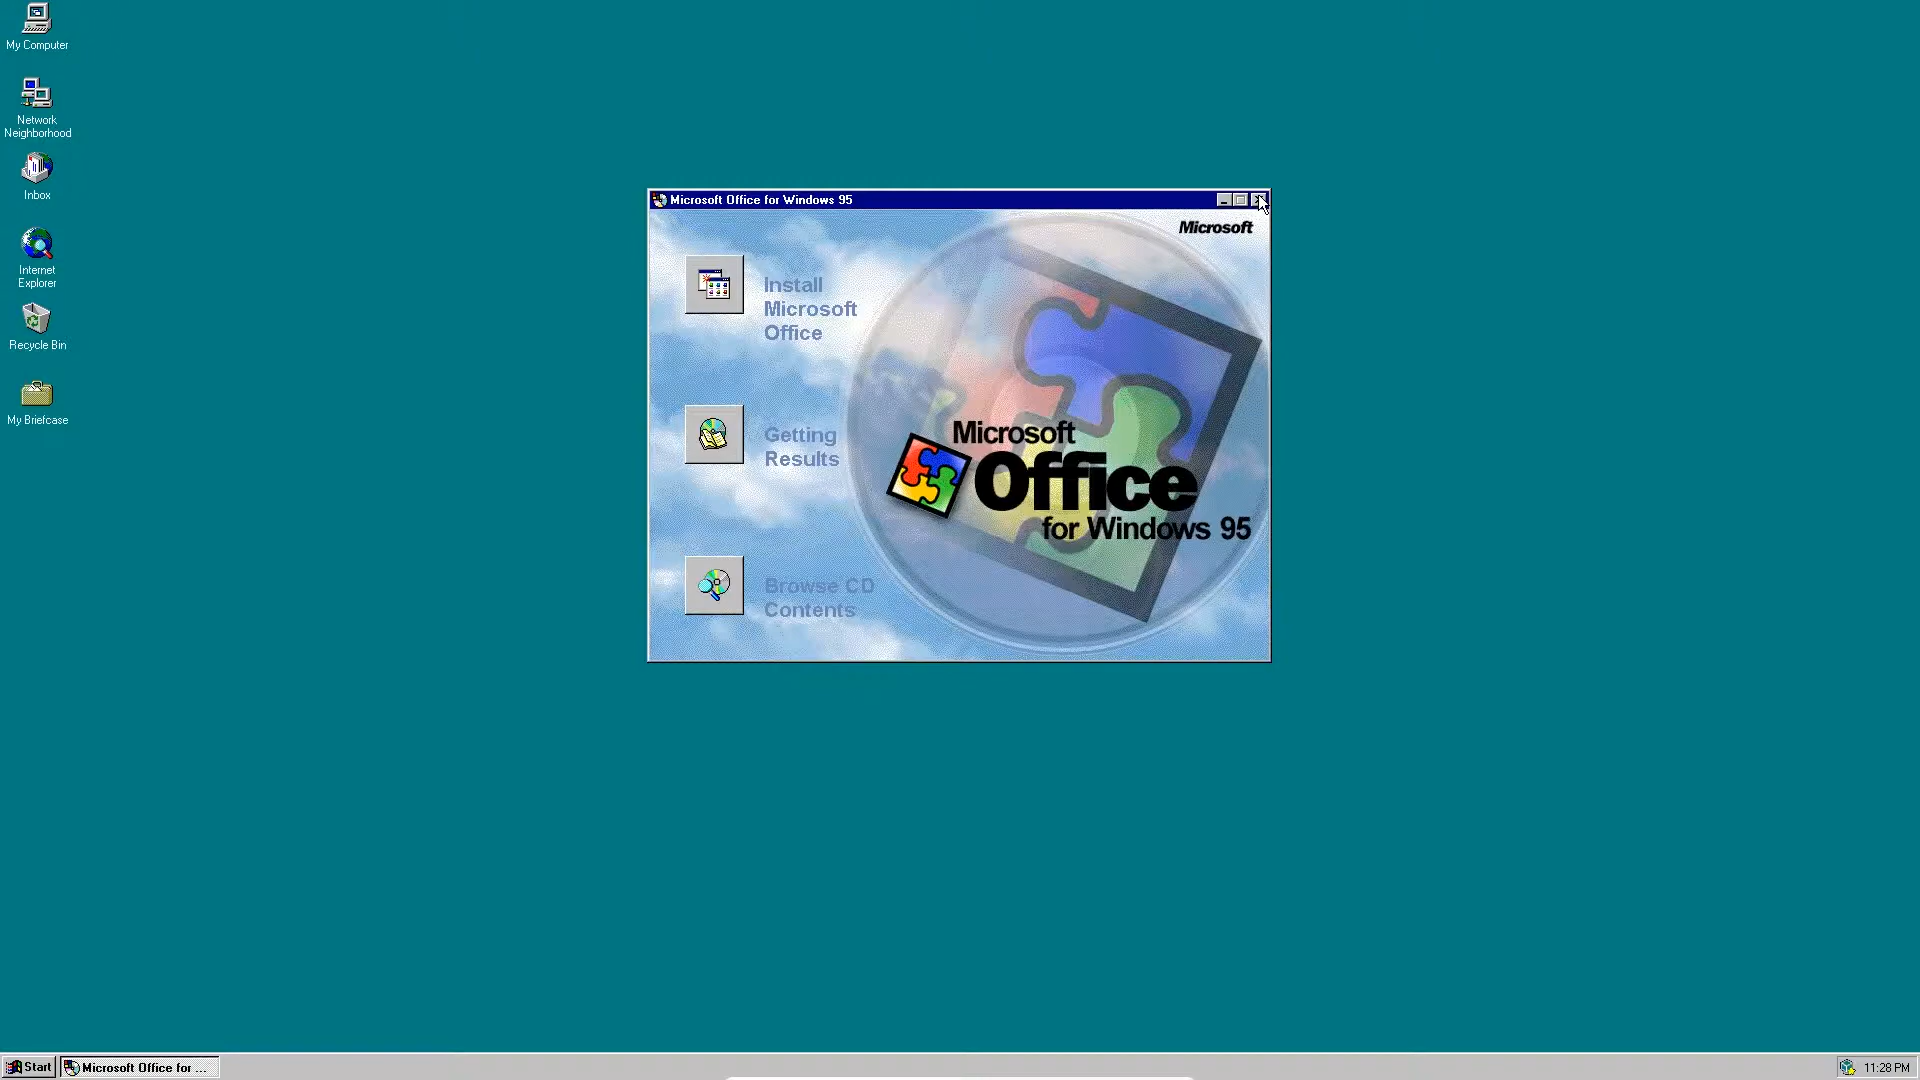 My Computer
Network
Neighborhood
Inbox
Internet
Explorer
Recycle Bin
My Briefcase
Microsoft Office for Windows 95
Microsoft
Install
Microsoft
Office
Getting
Results
Browse CD
Contents
Microsoft
Office
for Windows 95
Start
Microsoft Office for ...
11:28 PM